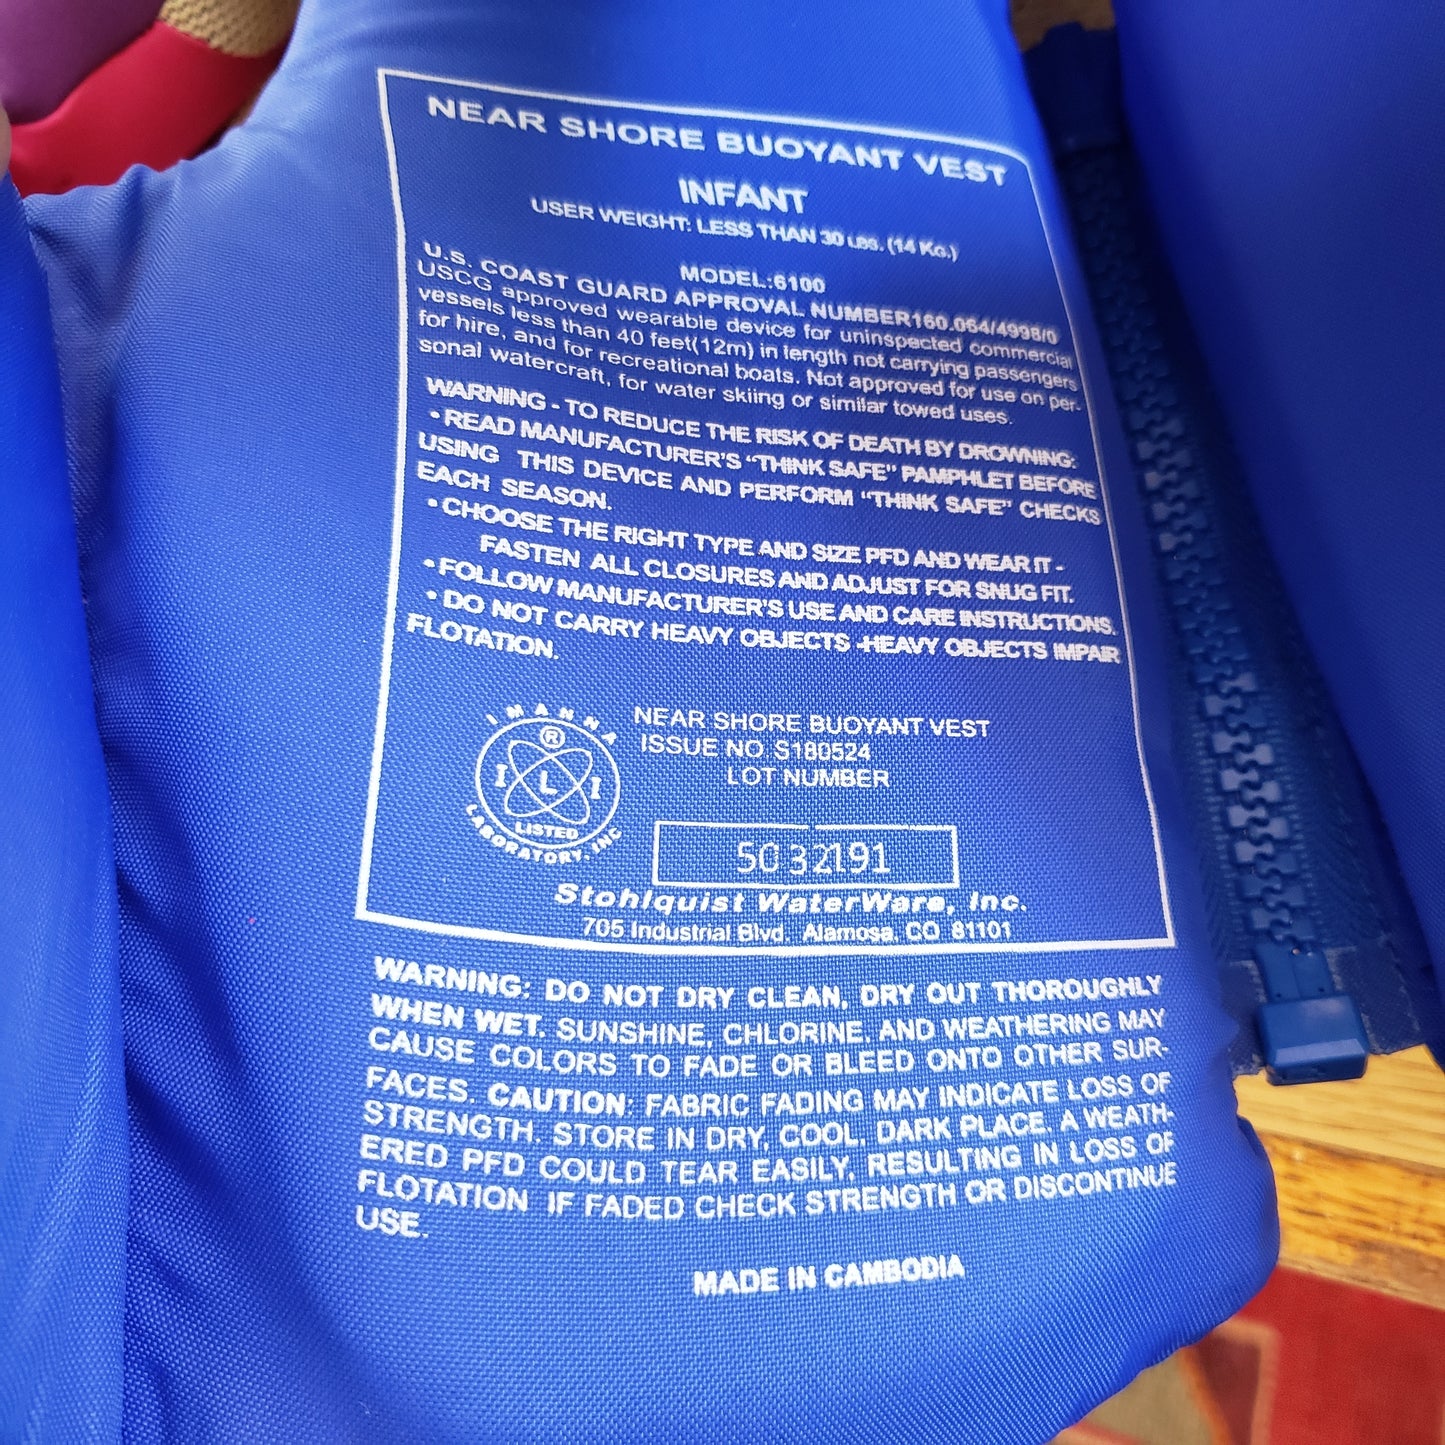 NEAR SHORE BUOYANT VEST
INFANT
USER WEIGHT: LESS THAN 30 LBS. (14 KG.)
MODEL:6100
U.S. COAST GUARD APPROVAL NUMBER160.064/4998/0
USCG approved wearable device for uninspected commercial
vessels less than 40 feet(12m) in length not carrying passengers
for hire, and for recreational boats. Not approved for use on per-
sonal watercraft, for water skiing or similar towed uses.
WARNING - TO REDUCE THE RISK OF DEATH BY DROWNING:
• READ MANUFACTURER'S "THINK SAFE" PAMPHLET BEFORE
USING THIS DEVICE AND PERFORM "THINK SAFE" CHECKS
EACH SEASON.
• CHOOSE THE RIGHT TYPE AND SIZE PFD AND WEAR IT -
FASTEN ALL CLOSURES AND ADJUST FOR SNUG FIT.
• FOLLOW MANUFACTURER'S USE AND CARE INSTRUCTIONS.
• DO NOT CARRY HEAVY OBJECTS -HEAVY OBJECTS IMPAIR
FLOTATION.
IMANNA
®
I L I
LISTED
LABORATORY, INC
NEAR SHORE BUOYANT VEST
ISSUE NO S180524
LOT NUMBER
5032191
Stohlquist WaterWare, Inc.
705 Industrial Blvd, Alamosa, CO 81101
WARNING: DO NOT DRY CLEAN, DRY OUT THOROUGHLY
WHEN WET. SUNSHINE, CHLORINE, AND WEATHERING MAY
CAUSE COLORS TO FADE OR BLEED ONTO OTHER SUR-
FACES. CAUTION: FABRIC FADING MAY INDICATE LOSS OF
STRENGTH. STORE IN DRY, COOL, DARK PLACE. A WEATH-
ERED PFD COULD TEAR EASILY, RESULTING IN LOSS OF
FLOTATION IF FADED CHECK STRENGTH OR DISCONTINUE
USE.
MADE IN CAMBODIA